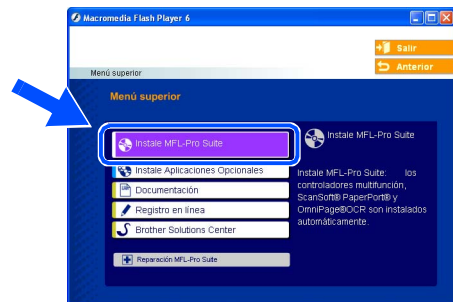 Macromedia Flash Player 6
Salir
Anterior
Menú superior
Menú superior
Instale MFL-Pro Suite
Instale Aplicaciones Opcionales
Documentación
Registro en línea
Brother Solutions Center
Reparación MFL-Pro Suite
Instale MFL-Pro Suite
Instale MFL-Pro Suite: los
controladores multifunción,
ScanSoft® PaperPort® y
OmniPage®OCR son instalados
automáticamente.